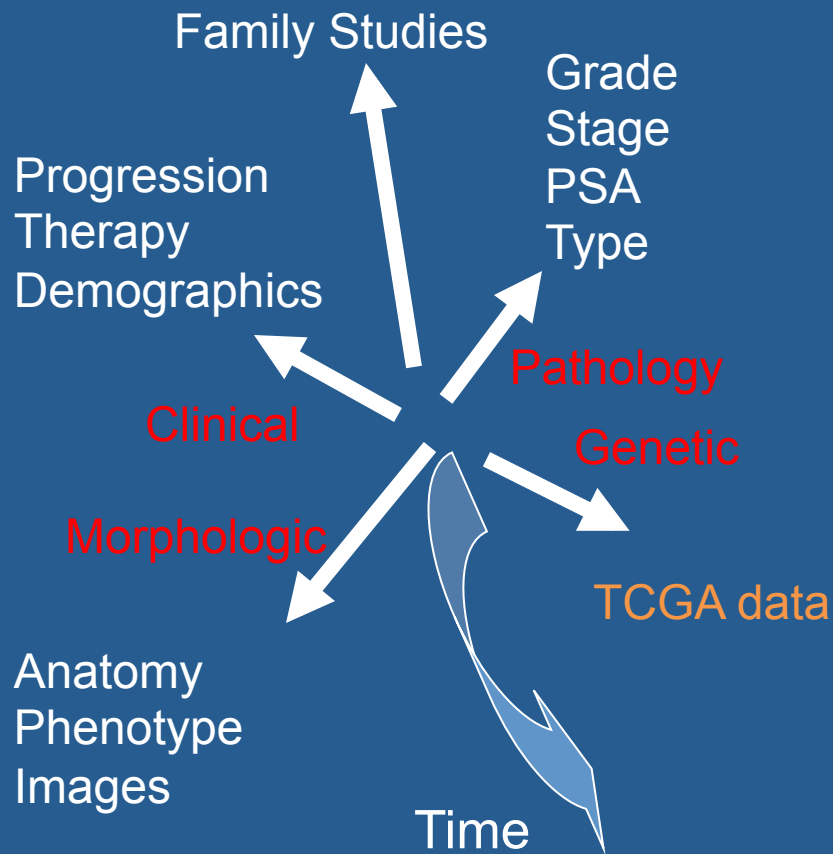 Family Studies
Grade
Stage
PSA
Type
Progression
Therapy
Demographics
Pathology
Clinical
Genetic
Morphologic
TCGA data
Anatomy
Phenotype
Images
Time